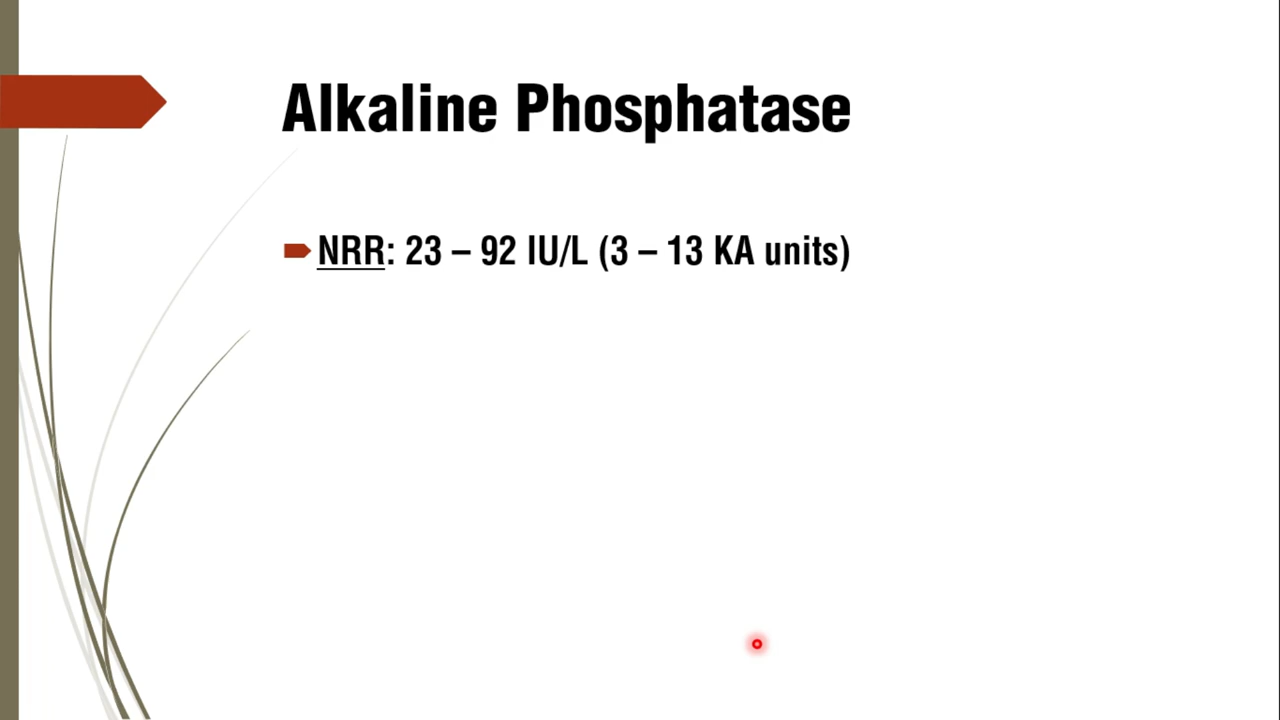 Alkaline Phosphatase
NRR: 23 – 92 IU/L (3 – 13 KA units)